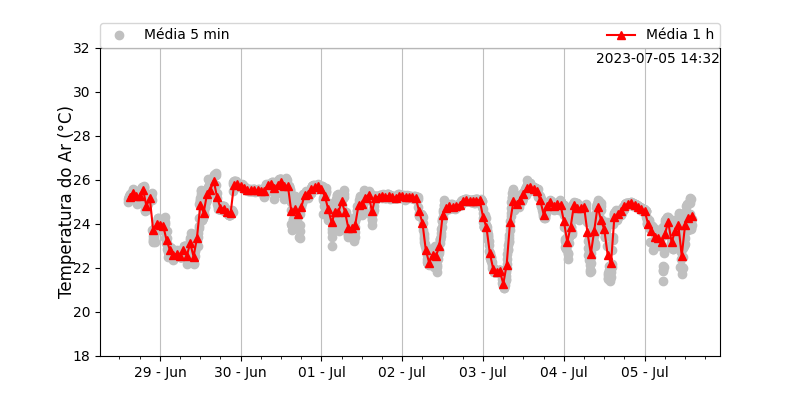 Média 5 min
Média 1 h
2023-07-05 14:32
Temperatura do Ar (°C)
32
30
28
26
24
22
20
18
29 - Jun
30 - Jun
01 - Jul
02 - Jul
03 - Jul
04 - Jul
05 - Jul